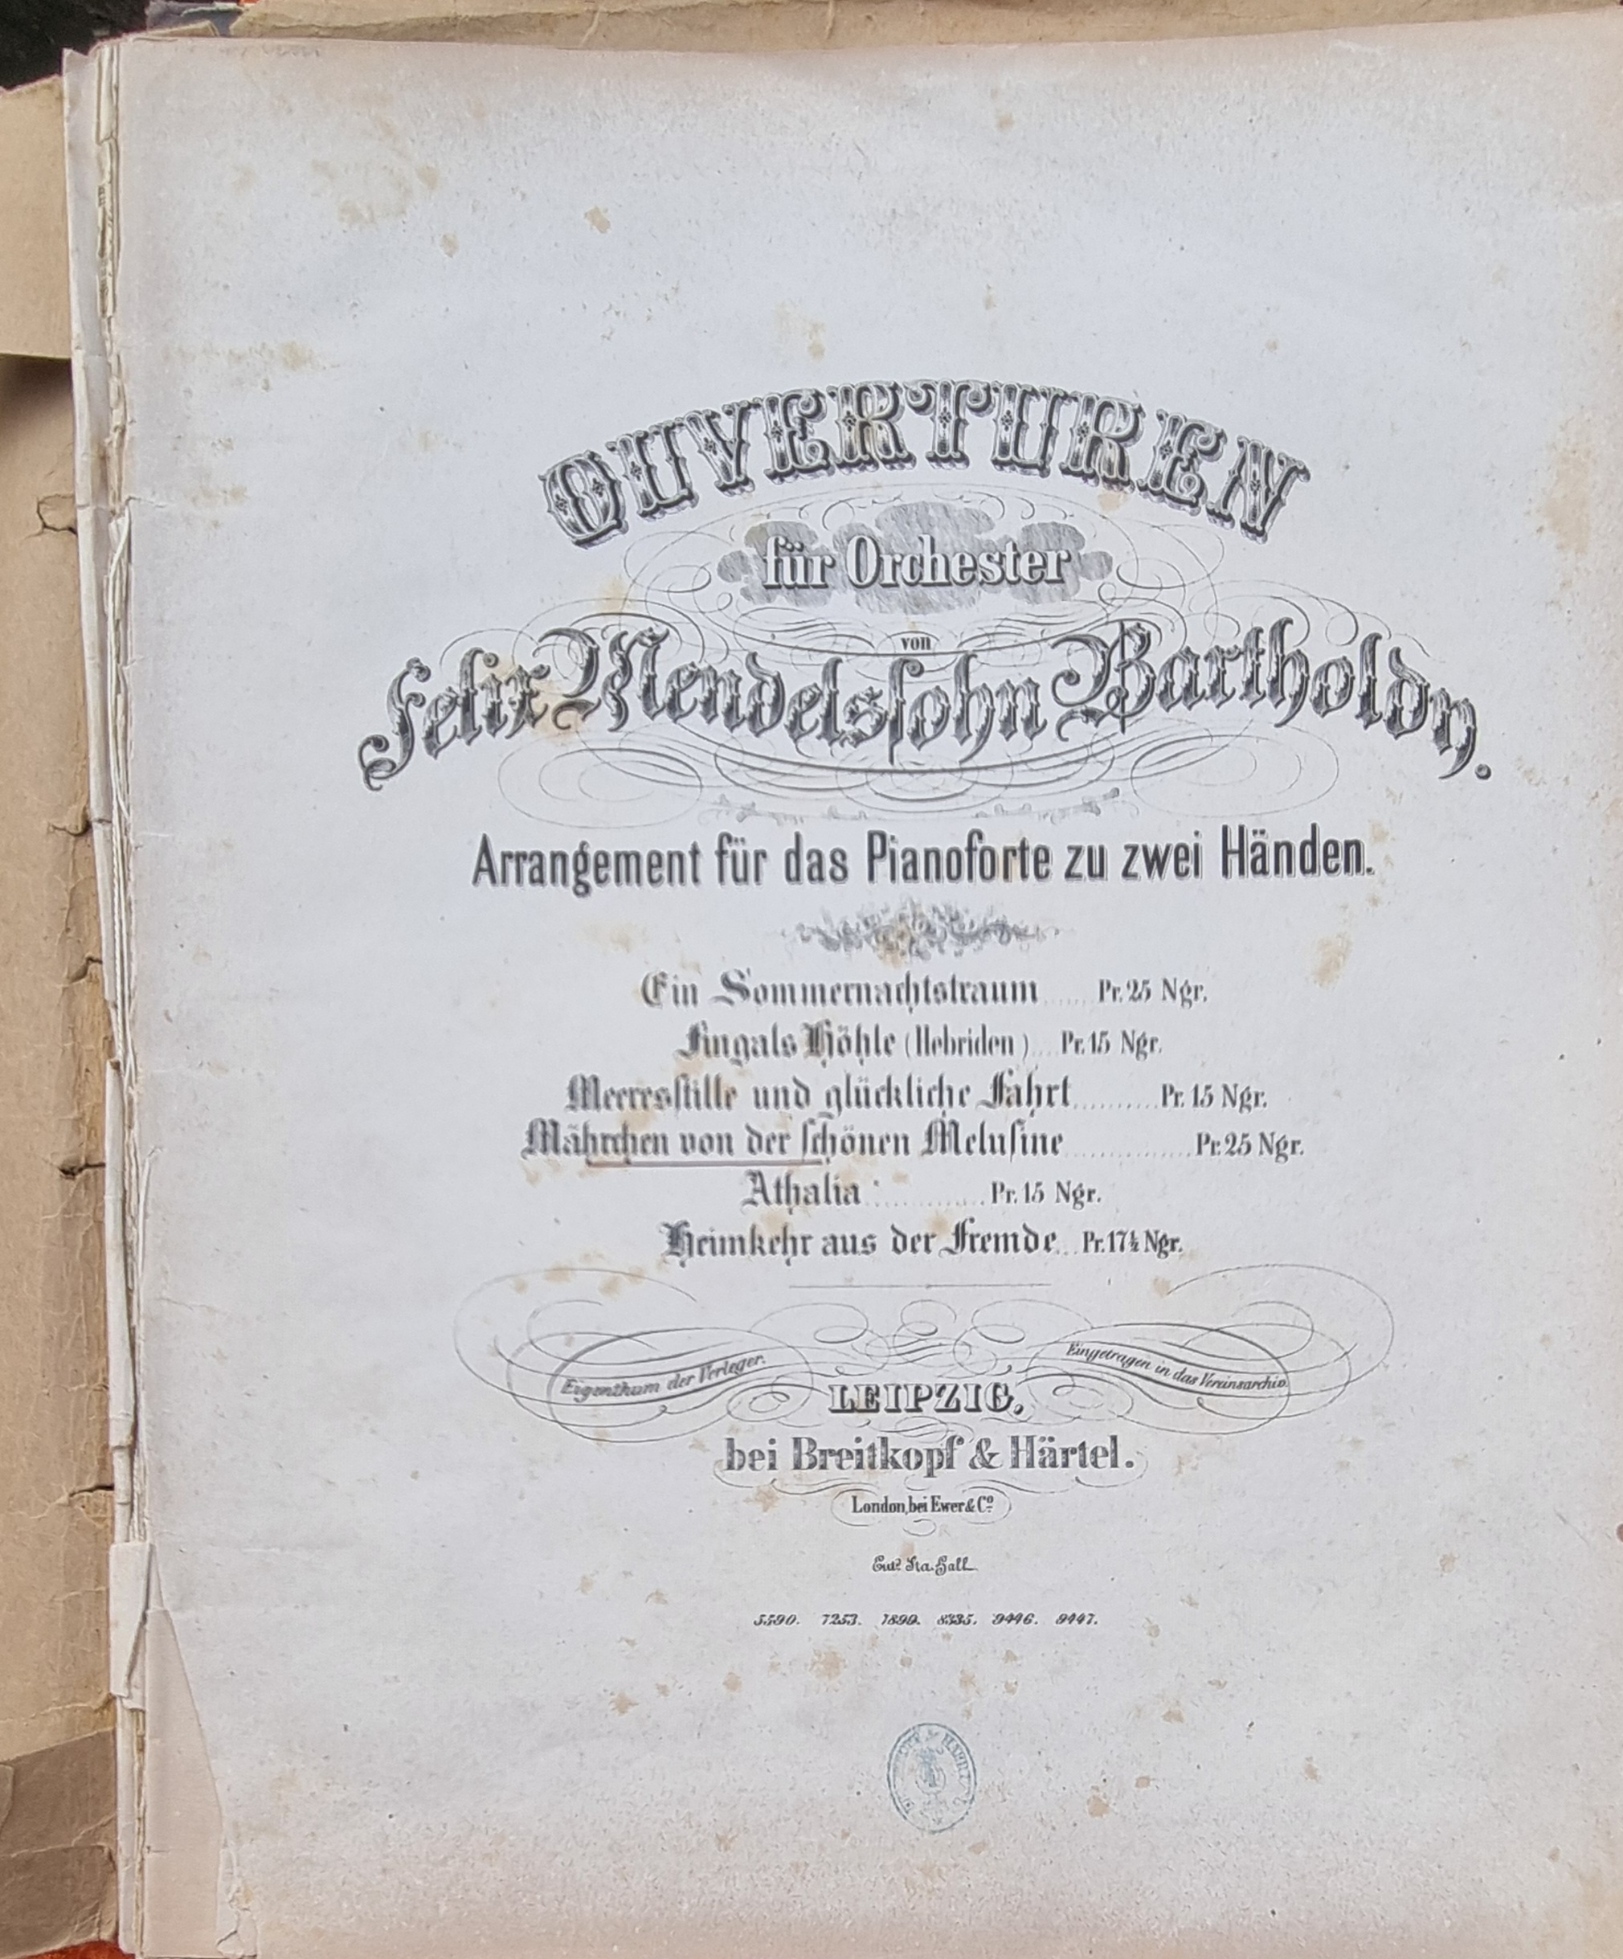 OUVERTUREN
für Orchester
von
Felix Mendelssohn Bartholdy.
Arrangement für das Pianoforte zu zwei Händen.
Ein Sommernachtstraum ...... Pr. 25 Ngr.
Fingals Höhle (Hebriden) ... Pr. 15 Ngr.
Meeresstille und glückliche Fahrt .......... Pr. 15 Ngr.
Mährchen von der schönen Melusine .............. Pr. 25 Ngr.
Athalia ............ Pr. 15 Ngr.
Heimkehr aus der Fremde ... Pr. 17½ Ngr.
Eigenthum der Verleger.
Eingetragen in das Vereinsarchiv.
LEIPZIG,
bei Breitkopf & Härtel.
London, bei Ewer & Co.
Entd. Sta. Hall.
5590. 7253. 7899. 8335. 9446. 9447.